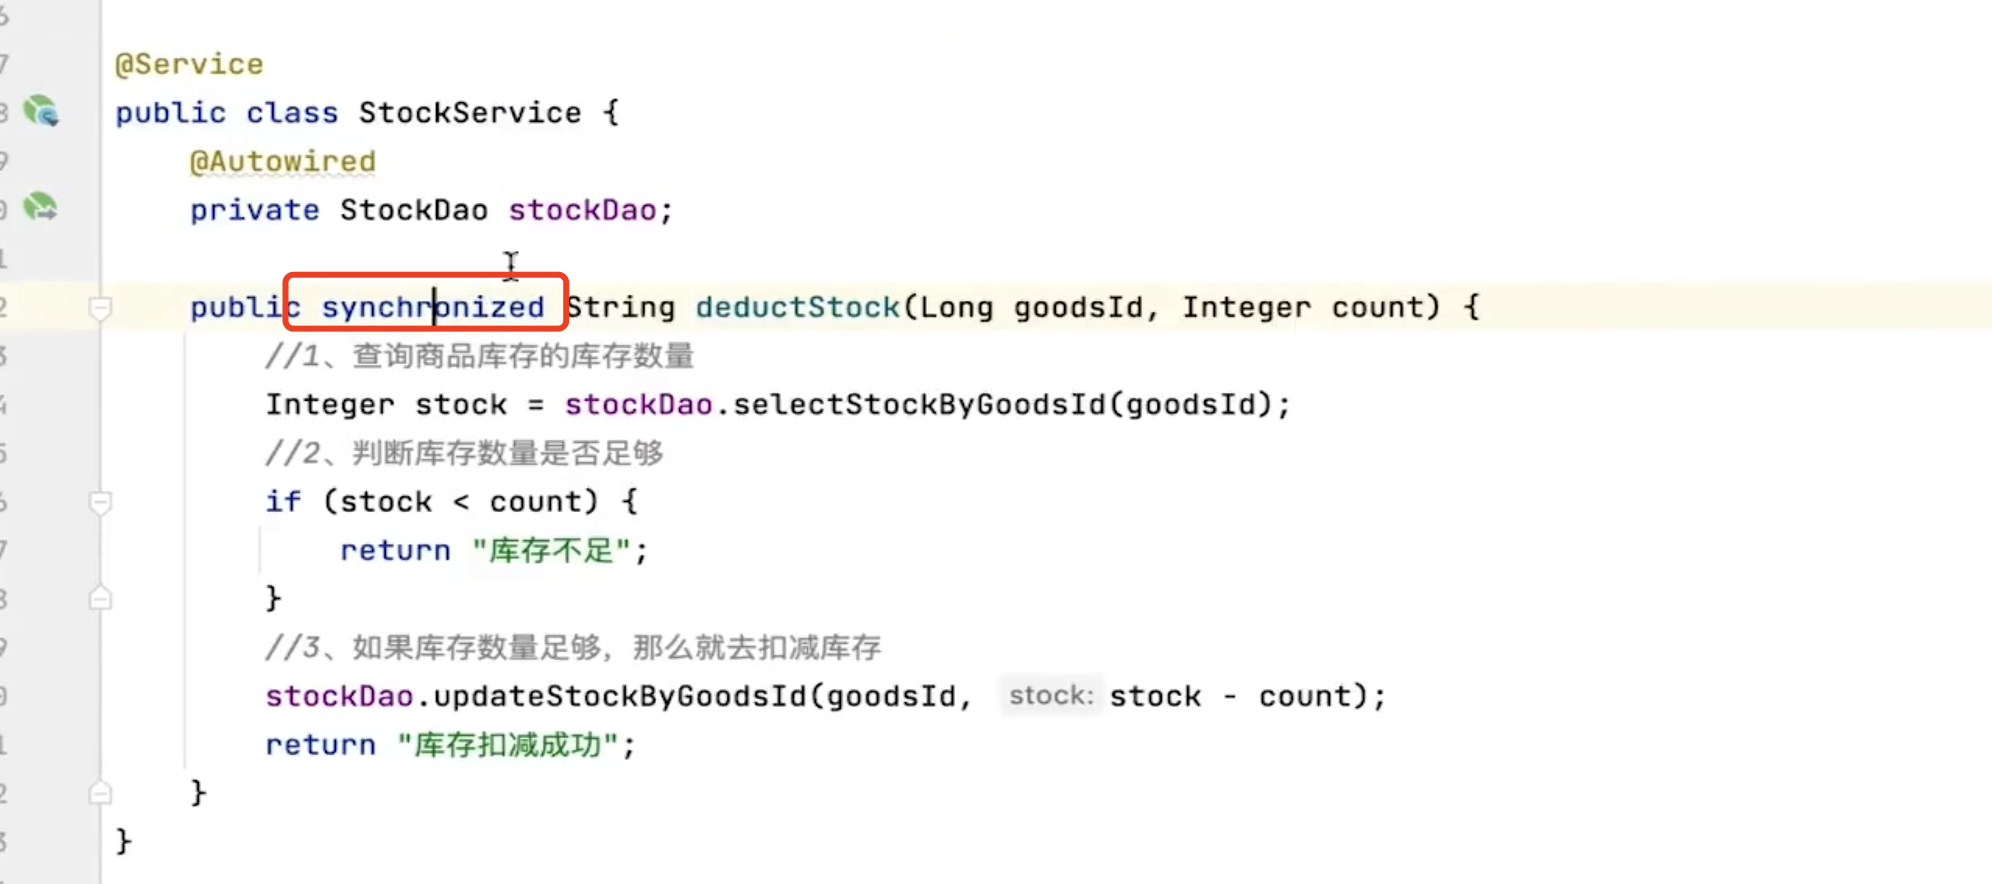 @Service
public class StockService {
@Autowired
private StockDao stockDao;
public synchronized String deductStock(Long goodsId, Integer count) {
//1、查询商品库存的库存数量
Integer stock = stockDao.selectStockByGoodsId(goodsId);
//2、判断库存数量是否足够
if (stock < count) {
return "库存不足";
}
//3、如果库存数量足够，那么就去扣减库存
stockDao.updateStockByGoodsId(goodsId, stock: stock - count);
return "库存扣减成功";
}
}